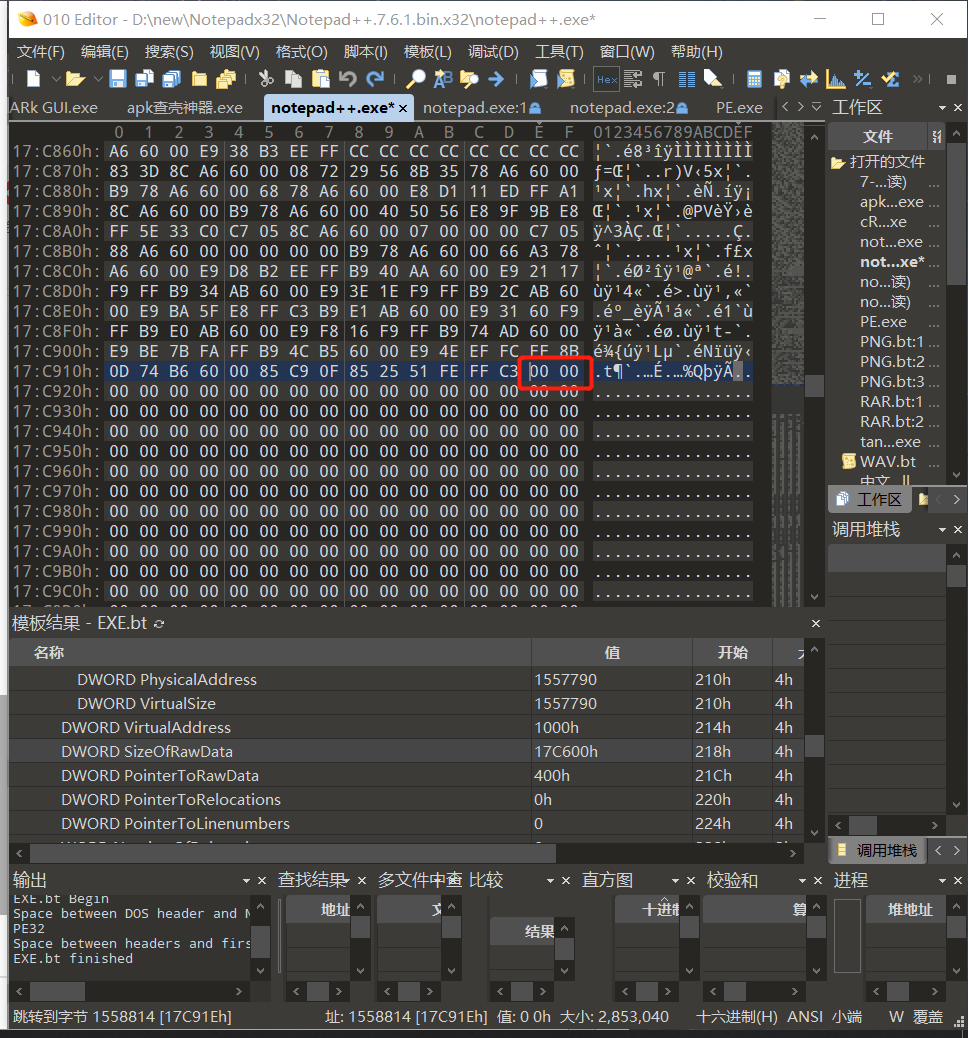 010 Editor - D:\new\Notepadx32\Notepad++.7.6.1.bin.x32\notepad++.exe*
文件(F) 编辑(E) 搜索(S) 视图(V) 格式(O) 脚本(I) 模板(L) 调试(D) 工具(T) 窗口(W) 帮助(H)
Hex
ARk GUI.exe apk查壳神器.exe notepad++.exe* notepad.exe:1 notepad.exe:2 PE.exe
工作区
0 1 2 3 4 5 6 7 8 9 A B C D E F 0123456789ABCDEF
17:C860h: A6 60 00 E9 38 B3 EE FF CC CC CC CC CC CC CC CC ¦`.é8³îÿÌÌÌÌÌÌÌÌ
17:C870h: 83 3D 8C A6 60 00 08 72 29 56 8B 35 78 A6 60 00 ƒ=Œ¦`..r)V‹5x¦`.
17:C880h: B9 78 A6 60 00 68 78 A6 60 00 E8 D1 11 ED FF A1 ¹x¦`.hx¦`.èÑ.íÿ¡
17:C890h: 8C A6 60 00 B9 78 A6 60 00 40 50 56 E8 9F 9B E8 Œ¦`.¹x¦`.@PVèŸ›è
17:C8A0h: FF 5E 33 C0 C7 05 8C A6 60 00 07 00 00 00 C7 05 ÿ^3ÀÇ.Œ¦`.....Ç.
17:C8B0h: 88 A6 60 00 00 00 00 00 B9 78 A6 60 00 66 A3 78 ˆ¦`.....¹x¦`.f£x
17:C8C0h: A6 60 00 E9 D8 B2 EE FF B9 40 AA 60 00 E9 21 17 ¦`.éØ²îÿ¹@ª`.é!.
17:C8D0h: F9 FF B9 34 AB 60 00 E9 3E 1E F9 FF B9 2C AB 60 ùÿ¹4«`.é>.ùÿ¹,«`
17:C8E0h: 00 E9 BA 5F E8 FF C3 B9 E1 AB 60 00 E9 31 60 F9 .éº_èÿÃ¹á«`.é1`ù
17:C8F0h: FF B9 E0 AB 60 00 E9 F8 16 F9 FF B9 74 AD 60 00 ÿ¹à«`.éø.ùÿ¹t-`.
17:C900h: E9 BE 7B FA FF B9 4C B5 60 00 E9 4E EF FC FF 8B é¾{úÿ¹Lµ`.éNïüÿ‹
17:C910h: 0D 74 B6 60 00 85 C9 0F 85 25 51 FE FF C3 00 00 .t¶`.…É.…%QþÿÃ..
17:C920h: 00 00 00 00 00 00 00 00 00 00 00 00 00 00 00 00 ................
17:C930h: 00 00 00 00 00 00 00 00 00 00 00 00 00 00 00 00 ................
17:C940h: 00 00 00 00 00 00 00 00 00 00 00 00 00 00 00 00 ................
17:C950h: 00 00 00 00 00 00 00 00 00 00 00 00 00 00 00 00 ................
17:C960h: 00 00 00 00 00 00 00 00 00 00 00 00 00 00 00 00 ................
17:C970h: 00 00 00 00 00 00 00 00 00 00 00 00 00 00 00 00 ................
17:C980h: 00 00 00 00 00 00 00 00 00 00 00 00 00 00 00 00 ................
17:C990h: 00 00 00 00 00 00 00 00 00 00 00 00 00 00 00 00 ................
17:C9A0h: 00 00 00 00 00 00 00 00 00 00 00 00 00 00 00 00 ................
17:C9B0h: 00 00 00 00 00 00 00 00 00 00 00 00 00 00 00 00 ................
17:C9C0h: 00 00 00 00 00 00 00 00 00 00 00 00 00 00 00 00 ................
文件
打开的文件
7-...读) ...
apk...exe ...
cR...xe ...
not...exe ...
not...xe* ...
no...读) ...
no...读) ...
PE.exe ...
PNG.bt:1 ...
PNG.bt:2 ...
PNG.bt:3 ...
RAR.bt:1 ...
RAR.bt:2 ...
tan...exe ...
WAV.bt ...
工作区
调用堆栈
调用堆栈
模板结果 - EXE.bt
名称 值 开始
DWORD PhysicalAddress 1557790 210h 4h
DWORD VirtualSize 1557790 210h 4h
DWORD VirtualAddress 1000h 214h 4h
DWORD SizeOfRawData 17C600h 218h 4h
DWORD PointerToRawData 400h 21Ch 4h
DWORD PointerToRelocations 0h 220h 4h
DWORD PointerToLinenumbers 0 224h 4h
输出 查找结果 多文件中查 比较 直方图 校验和 进程
EXE.bt Begin
Space between DOS header and N
PE32
Space between headers and firs
EXE.bt finished
地址 文 结果 十进制 算 堆地址
跳转到字节 1558814 [17C91Eh] 址: 1558814 [17C91Eh] 值: 0 0h 大小: 2,853,040 十六进制(H) ANSI 小端 W 覆盖